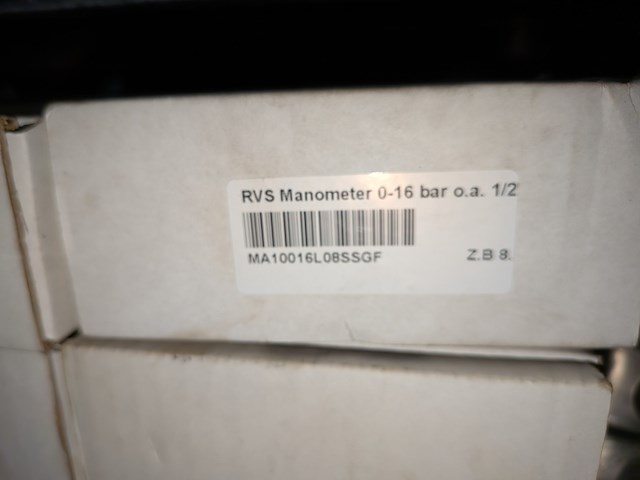 RVS Manometer 0-16 bar o.a. 1/2
MA10016L08SSGF
Z.B 8.